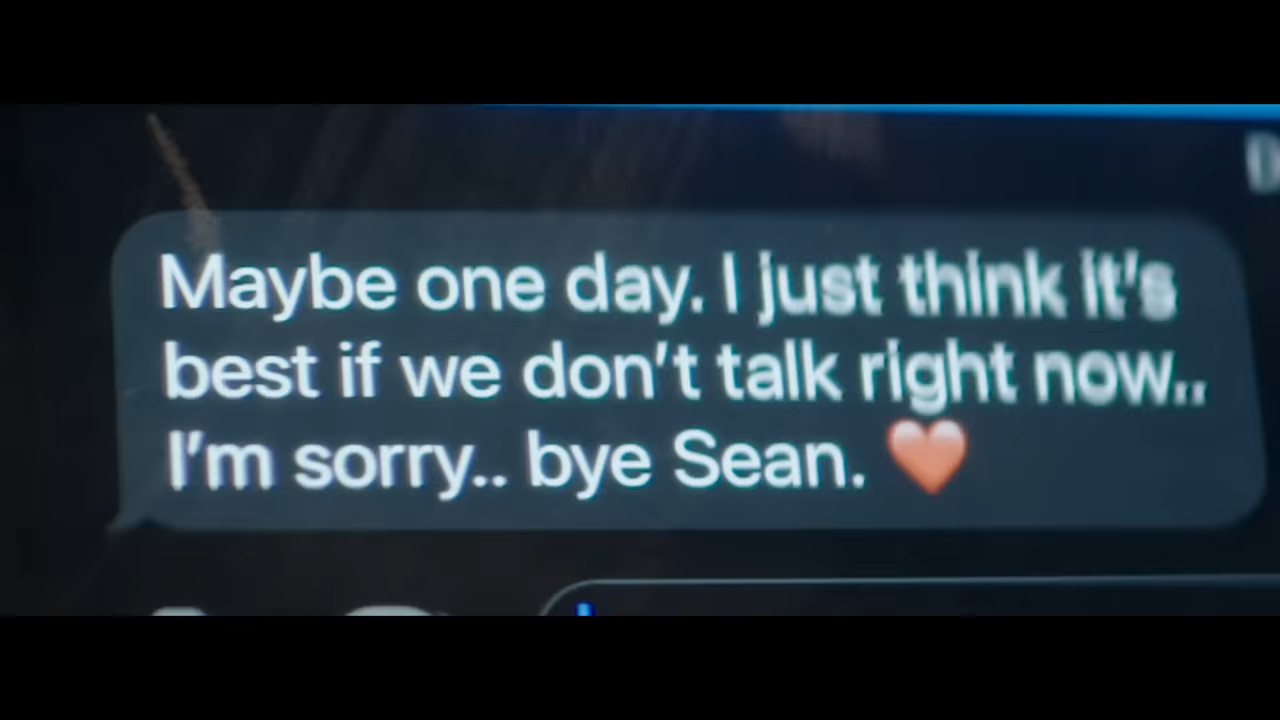 Maybe one day. I just think it's
best if we don't talk right now..
I'm sorry.. bye Sean. ❤️